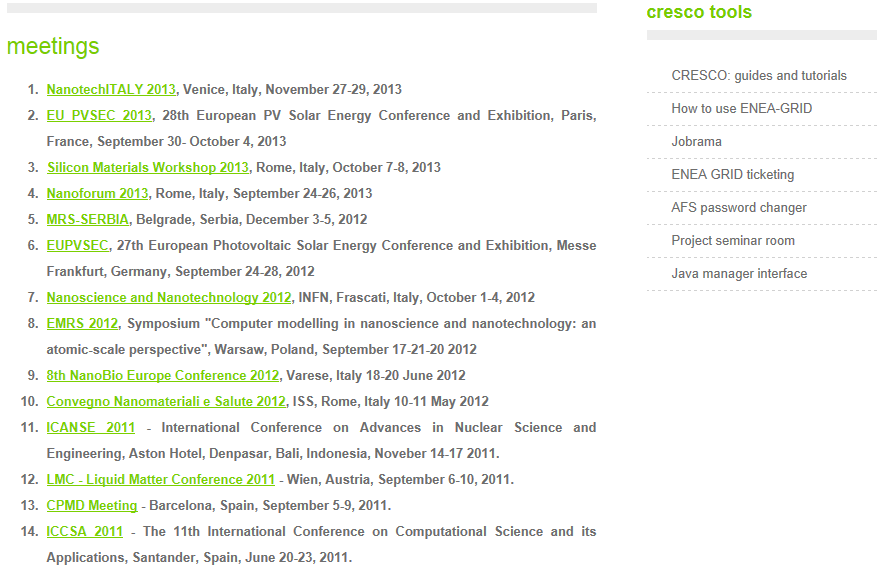 meetings
1. NanotechITALY 2013, Venice, Italy, November 27-29, 2013
2. EU PVSEC 2013, 28th European PV Solar Energy Conference and Exhibition, Paris,
France, September 30- October 4, 2013
3. Silicon Materials Workshop 2013, Rome, Italy, October 7-8, 2013
4. Nanoforum 2013, Rome, Italy, September 24-26, 2013
5. MRS-SERBIA, Belgrade, Serbia, December 3-5, 2012
6. EUPVSEC, 27th European Photovoltaic Solar Energy Conference and Exhibition, Messe
Frankfurt, Germany, September 24-28, 2012
7. Nanoscience and Nanotechnology 2012, INFN, Frascati, Italy, October 1-4, 2012
8. EMRS 2012, Symposium "Computer modelling in nanoscience and nanotechnology: an
atomic-scale perspective", Warsaw, Poland, September 17-21-20 2012
9. 8th NanoBio Europe Conference 2012, Varese, Italy 18-20 June 2012
10. Convegno Nanomateriali e Salute 2012, ISS, Rome, Italy 10-11 May 2012
11. ICANSE 2011 - International Conference on Advances in Nuclear Science and
Engineering, Aston Hotel, Denpasar, Bali, Indonesia, Noveber 14-17 2011.
12. LMC - Liquid Matter Conference 2011 - Wien, Austria, September 6-10, 2011.
13. CPMD Meeting - Barcelona, Spain, September 5-9, 2011.
14. ICCSA 2011 - The 11th International Conference on Computational Science and its
Applications, Santander, Spain, June 20-23, 2011.
cresco tools
CRESCO: guides and tutorials
How to use ENEA-GRID
Jobrama
ENEA GRID ticketing
AFS password changer
Project seminar room
Java manager interface